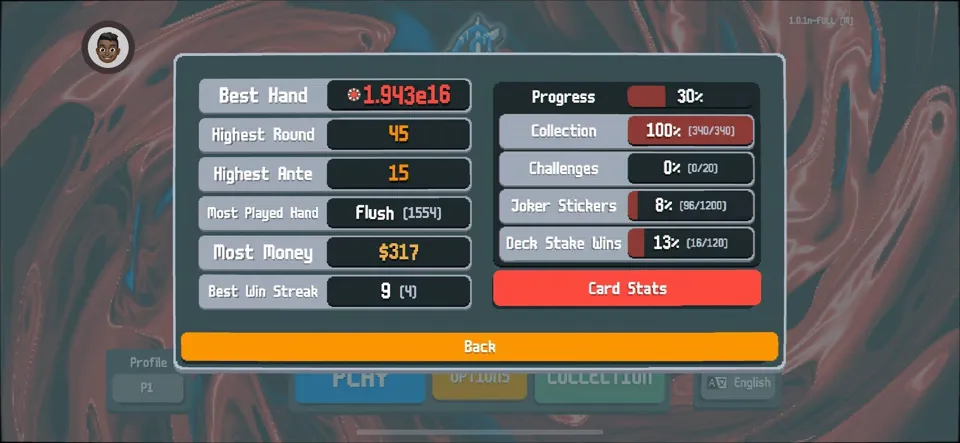 1.0.1n-FULL [M]
Best Hand 1.943e16
Highest Round 45
Highest Ante 15
Most Played Hand Flush [1554]
Most Money $317
Best Win Streak 9 [4]
Progress 30%
Collection 100% [340/340]
Challenges 0% [0/20]
Joker Stickers 8% [96/1200]
Deck Stake Wins 13% [16/120]
Card Stats
Back
Profile
P1
PLAY
OPTIONS
COLLECTION
English